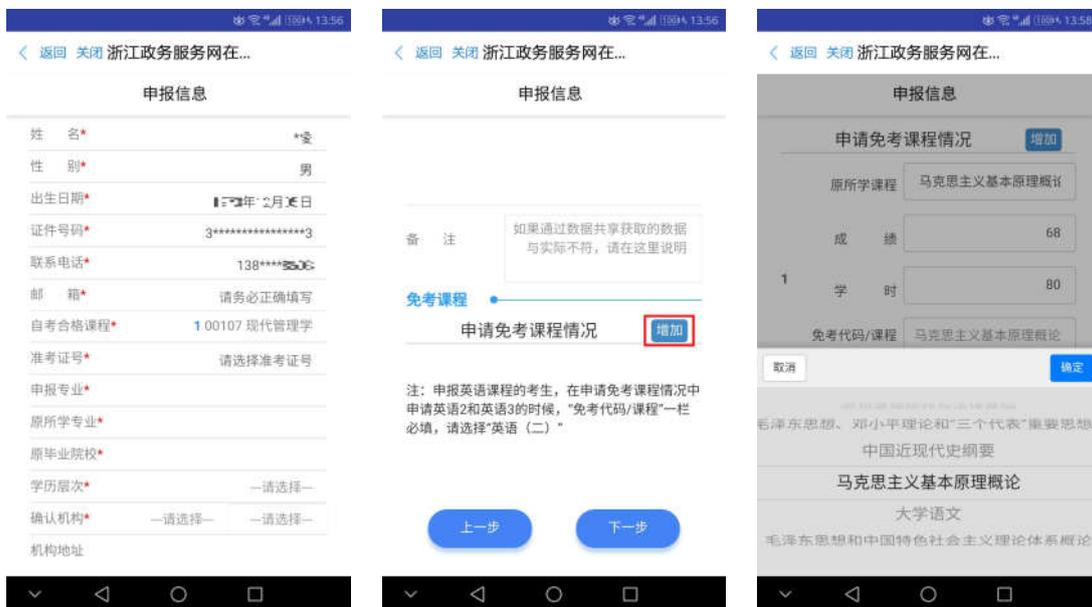 13:56
返回 关闭 浙江政务服务网在...
申报信息
姓 名*
*
性 别* 男
出生日期* 年 2月 日
证件号码* 3****************3
联系电话* 138****
邮 箱* 请务必正确填写
自考合格课程* 1 00107 现代管理学
准考证号* 请选择准考证号
申报专业*
原所学专业*
原毕业院校*
学历层次* —请选择—
确认机构* —请选择— —请选择—
机构地址
13:56
返回 关闭 浙江政务服务网在...
申报信息
备 注
如果通过数据共享获取的数据
与实际不符，请在这里说明
免考课程
申请免考课程情况 增加
注：申报英语课程的考生，在申请免考课程情况中
申请英语2和英语3的时候，“免考代码/课程”一栏
必填，请选择“英语（二）”
上一步 下一步
13:58
返回 关闭 浙江政务服务网在...
申报信息
申请免考课程情况 增加
原所学课程 马克思主义基本原理概论
成 绩 68
1
学 时 80
免考代码/课程 马克思主义基本原理概论
取消 确定
毛泽东思想、邓小平理论和“三个代表”重要思想
中国近现代史纲要
马克思主义基本原理概论
大学语文
毛泽东思想和中国特色社会主义理论体系概论